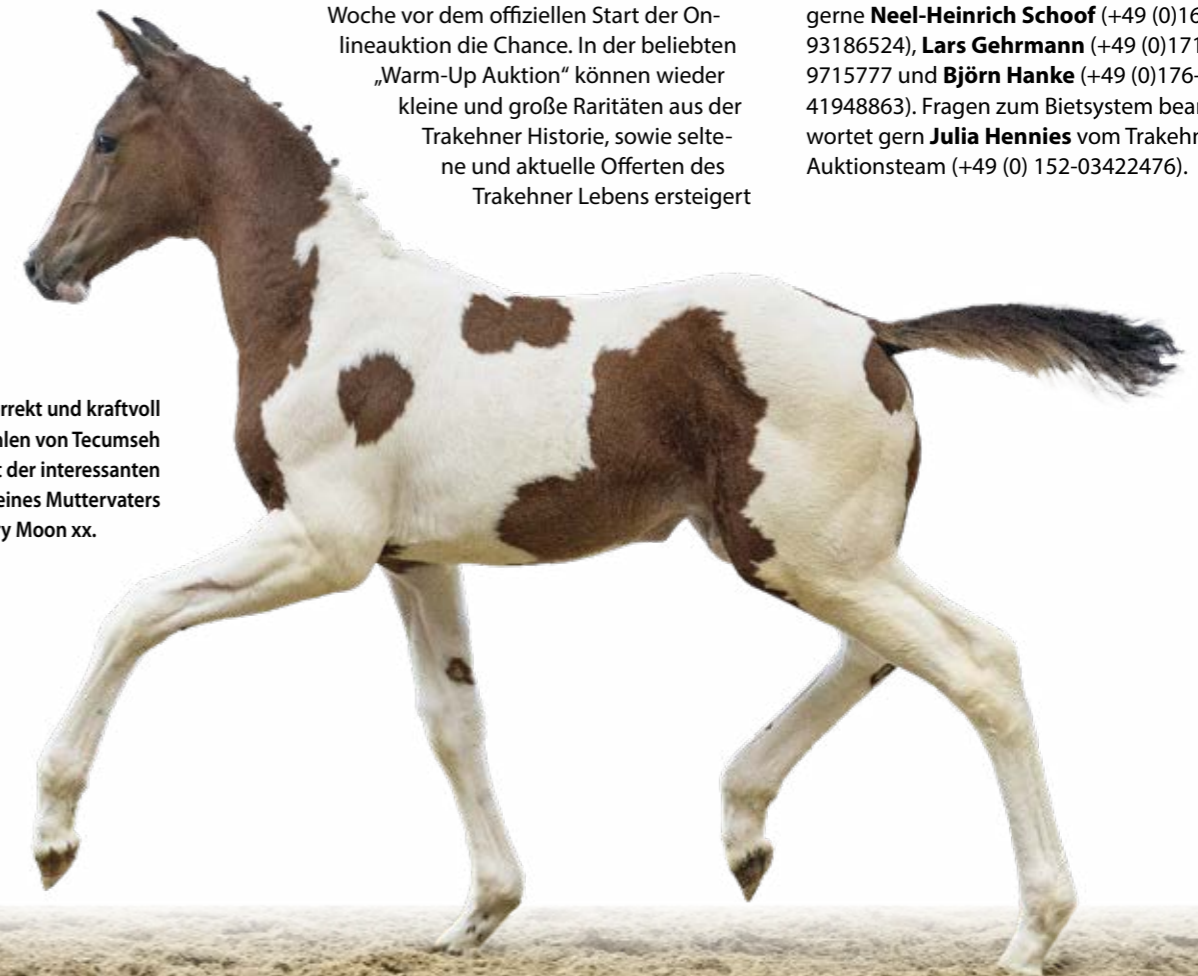 Woche vor dem offiziellen Start der On-
lineauktion die Chance. In der beliebten
„Warm-Up Auktion“ können wieder
kleine und große Raritäten aus der
Trakehner Historie, sowie selte-
ne und aktuelle Offerten des
Trakehner Lebens ersteigert
gerne Neel-Heinrich Schoof (+49 (0)16
93186524), Lars Gehrmann (+49 (0)171
9715777 und Björn Hanke (+49 (0)176-
41948863). Fragen zum Bietsystem bear
wortet gern Julia Hennies vom Trakehn
Auktionsteam (+49 (0) 152-03422476).
rrekt und kraftvoll
len von Tecumseh
t der interessanten
eines Muttervaters
y Moon xx.